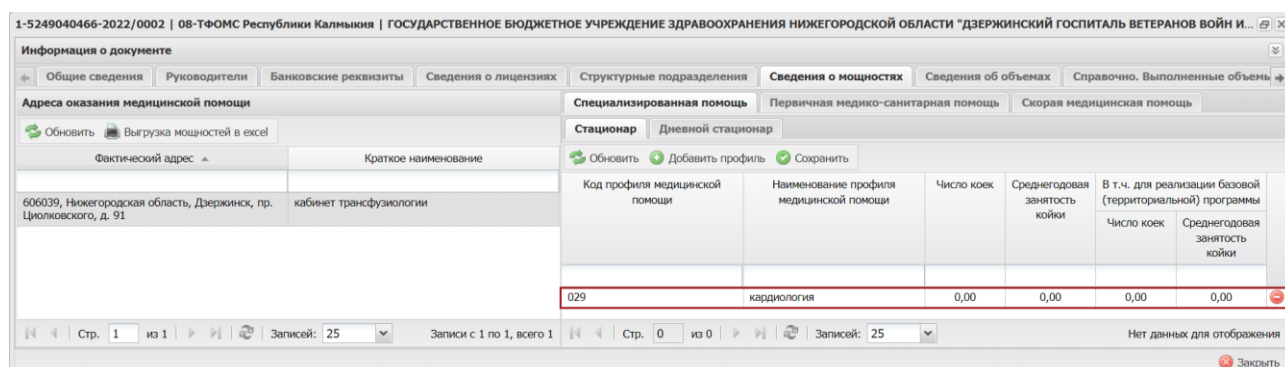 1-5249040466-2022/0002 | 08-ТФОМС Республики Калмыкия | ГОСУДАРСТВЕННОЕ БЮДЖЕТНОЕ УЧРЕЖДЕНИЕ ЗДРАВООХРАНЕНИЯ НИЖЕГОРОДСКОЙ ОБЛАСТИ "ДЗЕРЖИНСКИЙ ГОСПИТАЛЬ ВЕТЕРАНОВ ВОЙН И...
Информация о документе
Общие сведения Руководители Банковские реквизиты Сведения о лицензиях Структурные подразделения Сведения о мощностях Сведения об объемах Справочно. Выполненные объемы
Адреса оказания медицинской помощи
Обновить Выгрузка мощностей в excel
Фактический адрес Краткое наименование
606039, Нижегородская область, Дзержинск, пр. кабинет трансфузиологии
Циолковского, д. 91
Стр. 1 из 1 Записей: 25 Записи с 1 по 1, всего 1
Специализированная помощь Первичная медико-санитарная помощь Скорая медицинская помощь
Стационар Дневной стационар
Обновить Добавить профиль Сохранить
Код профиля медицинской Наименование профиля Число коек Среднегодовая В т.ч. для реализации базовой
помощи медицинской помощи занятость (территориальной) программы
койки Число коек Среднегодовая
занятость
койки
029 кардиология 0,00 0,00 0,00 0,00
Стр. 0 из 0 Записей: 25 Нет данных для отображения
Закрыть